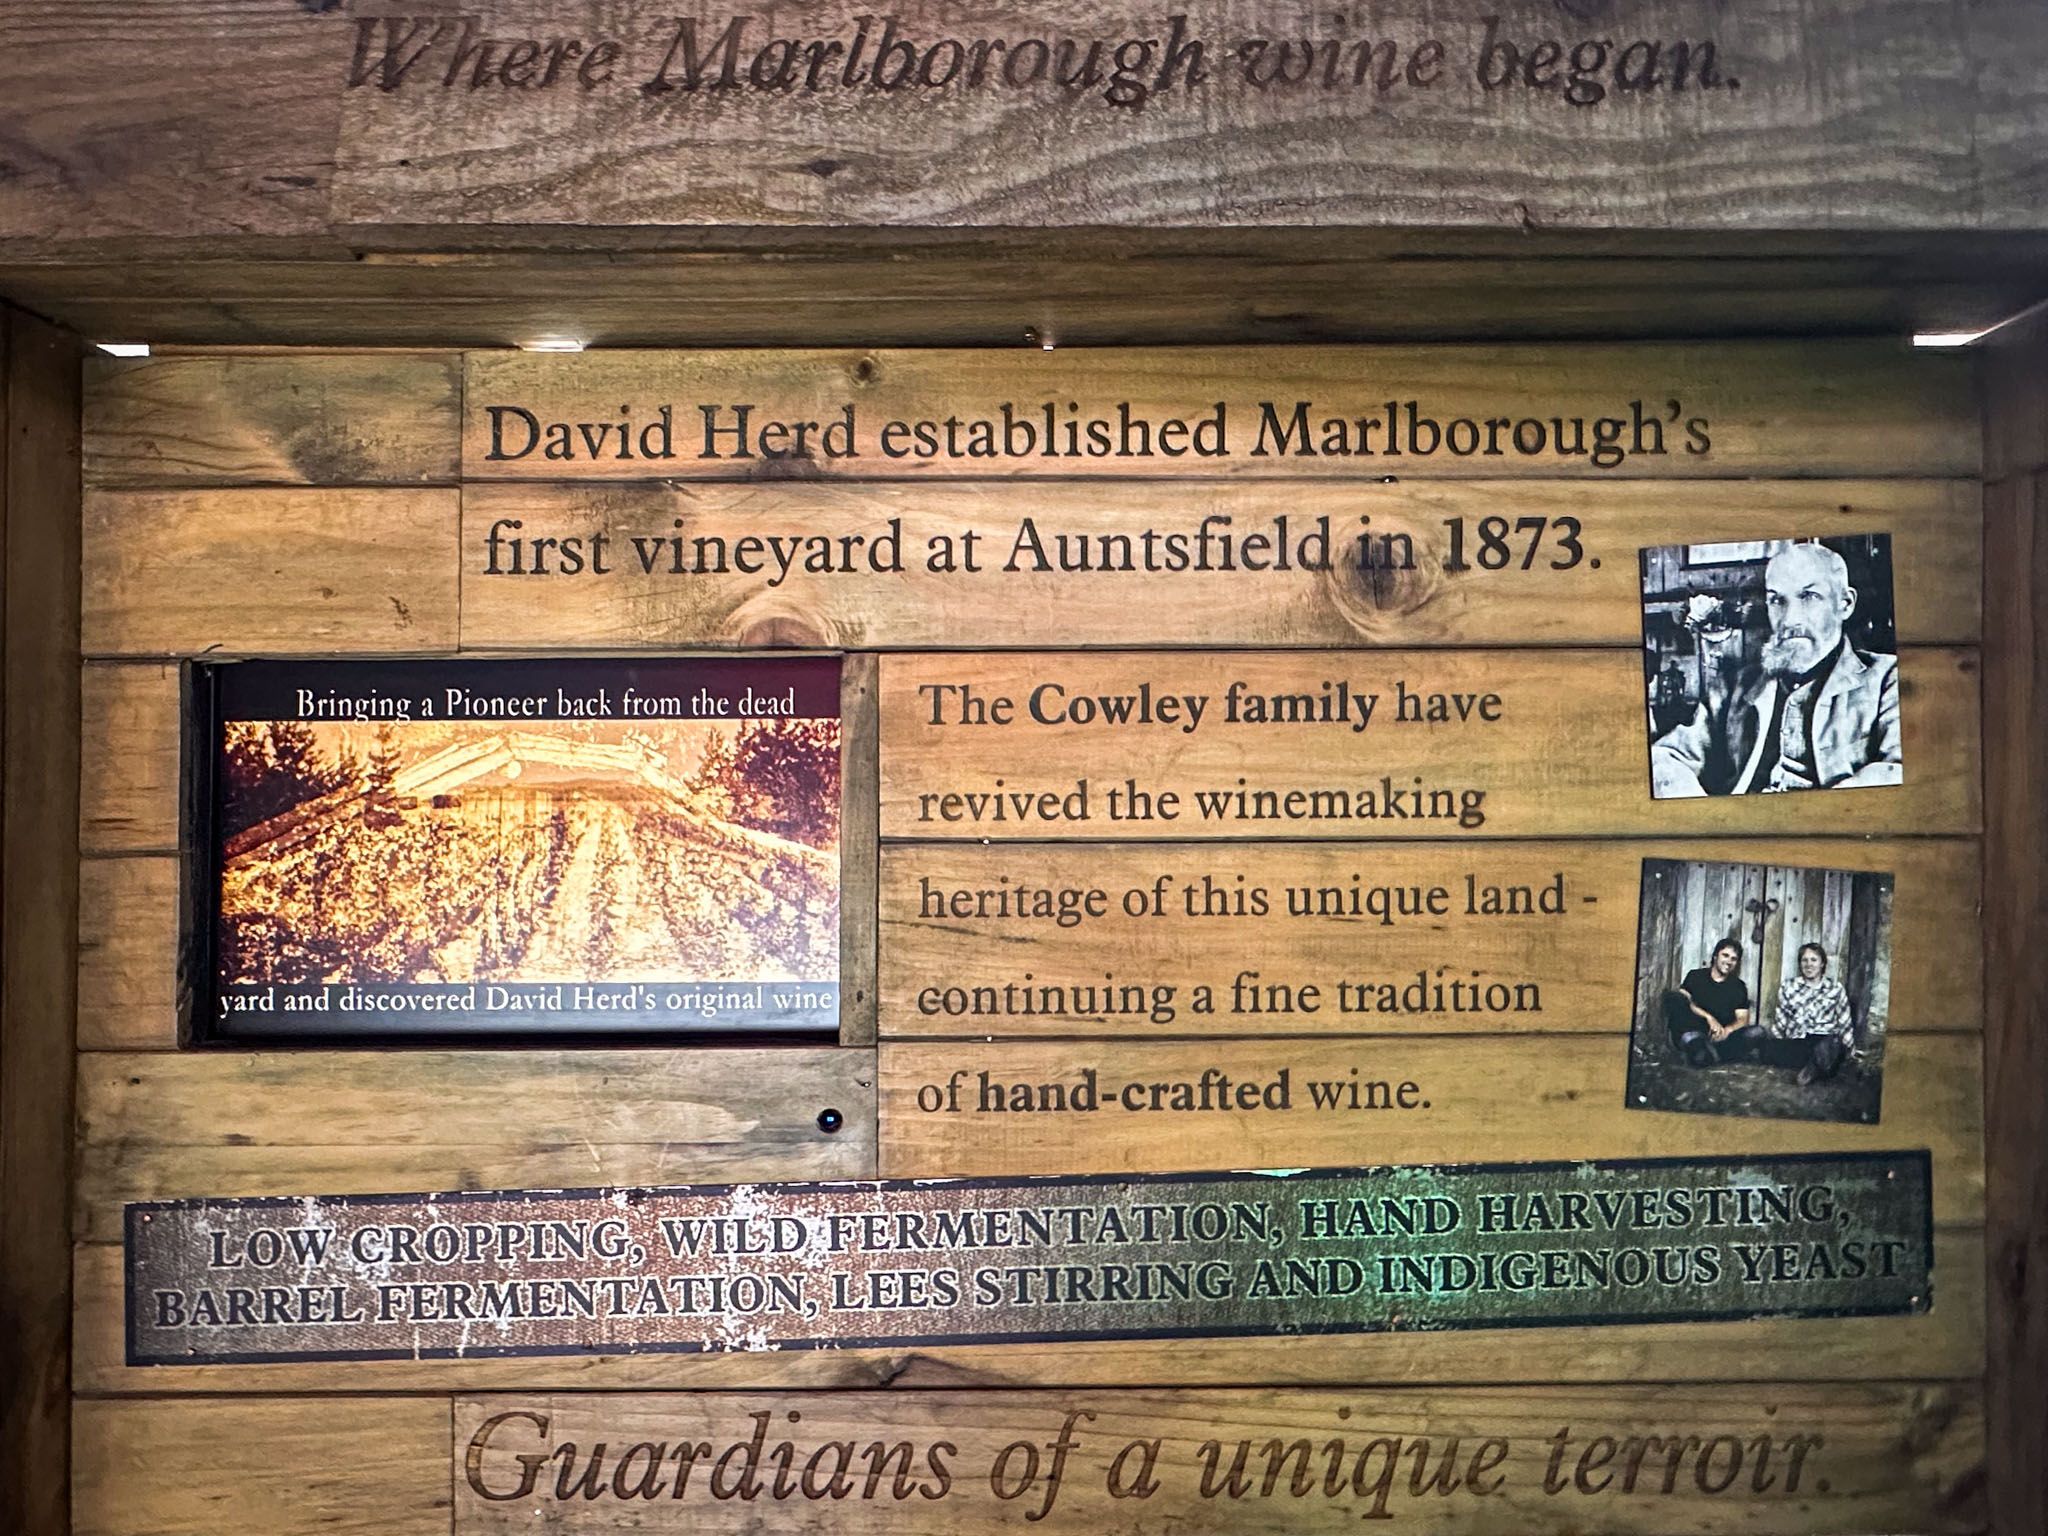 Where Marlborough wine began.
David Herd established Marlborough's
first vineyard at Auntsfield in 1873.
Bringing a Pioneer back from the dead
yard and discovered David Herd's original wine
The Cowley family have
revived the winemaking
heritage of this unique land -
continuing a fine tradition
of hand-crafted wine.
LOW CROPPING, WILD FERMENTATION, HAND HARVESTING,
BARREL FERMENTATION, LEES STIRRING AND INDIGENOUS YEAST
Guardians of a unique terroir.